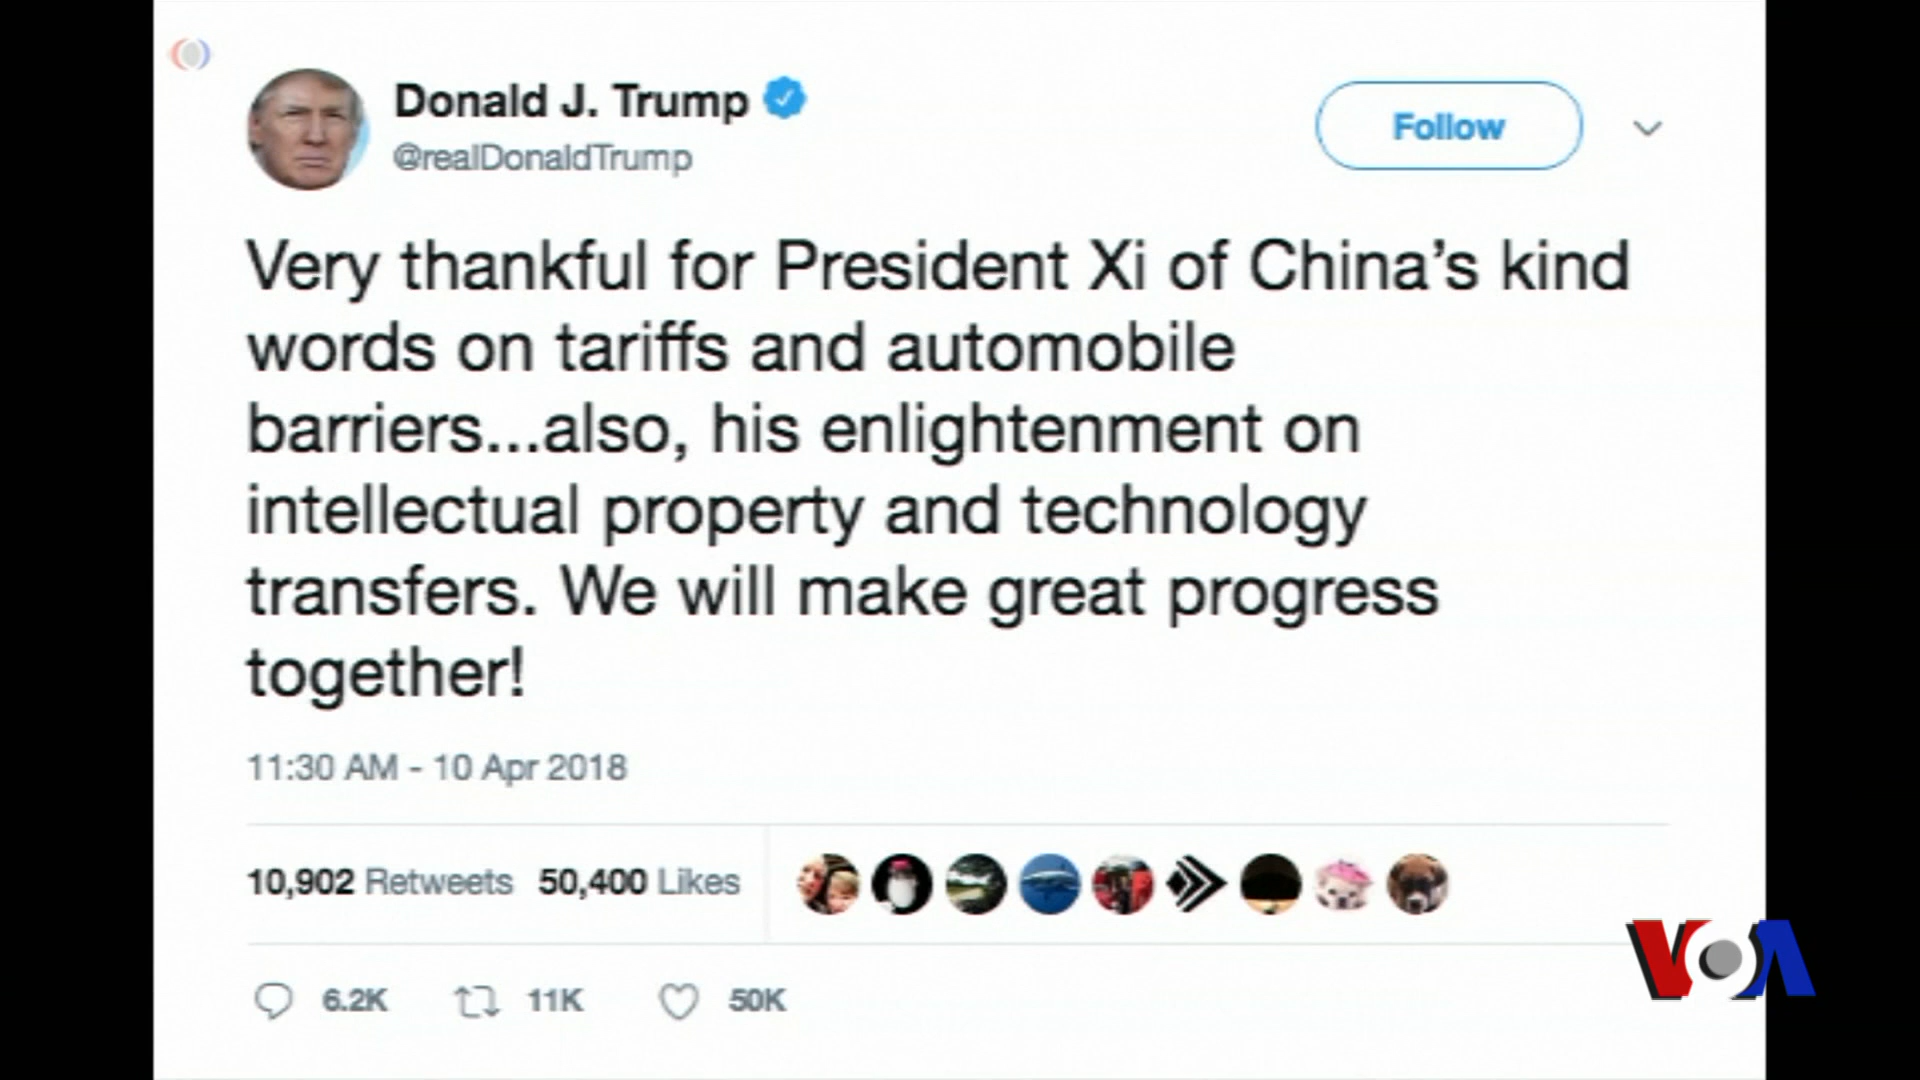 Donald J. Trump
@realDonaldTrump
Follow
Very thankful for President Xi of China’s kind
words on tariffs and automobile
barriers...also, his enlightenment on
intellectual property and technology
transfers. We will make great progress
together!
11:30 AM - 10 Apr 2018
10,902 Retweets 50,400 Likes
6.2K 11K 50K
VOA